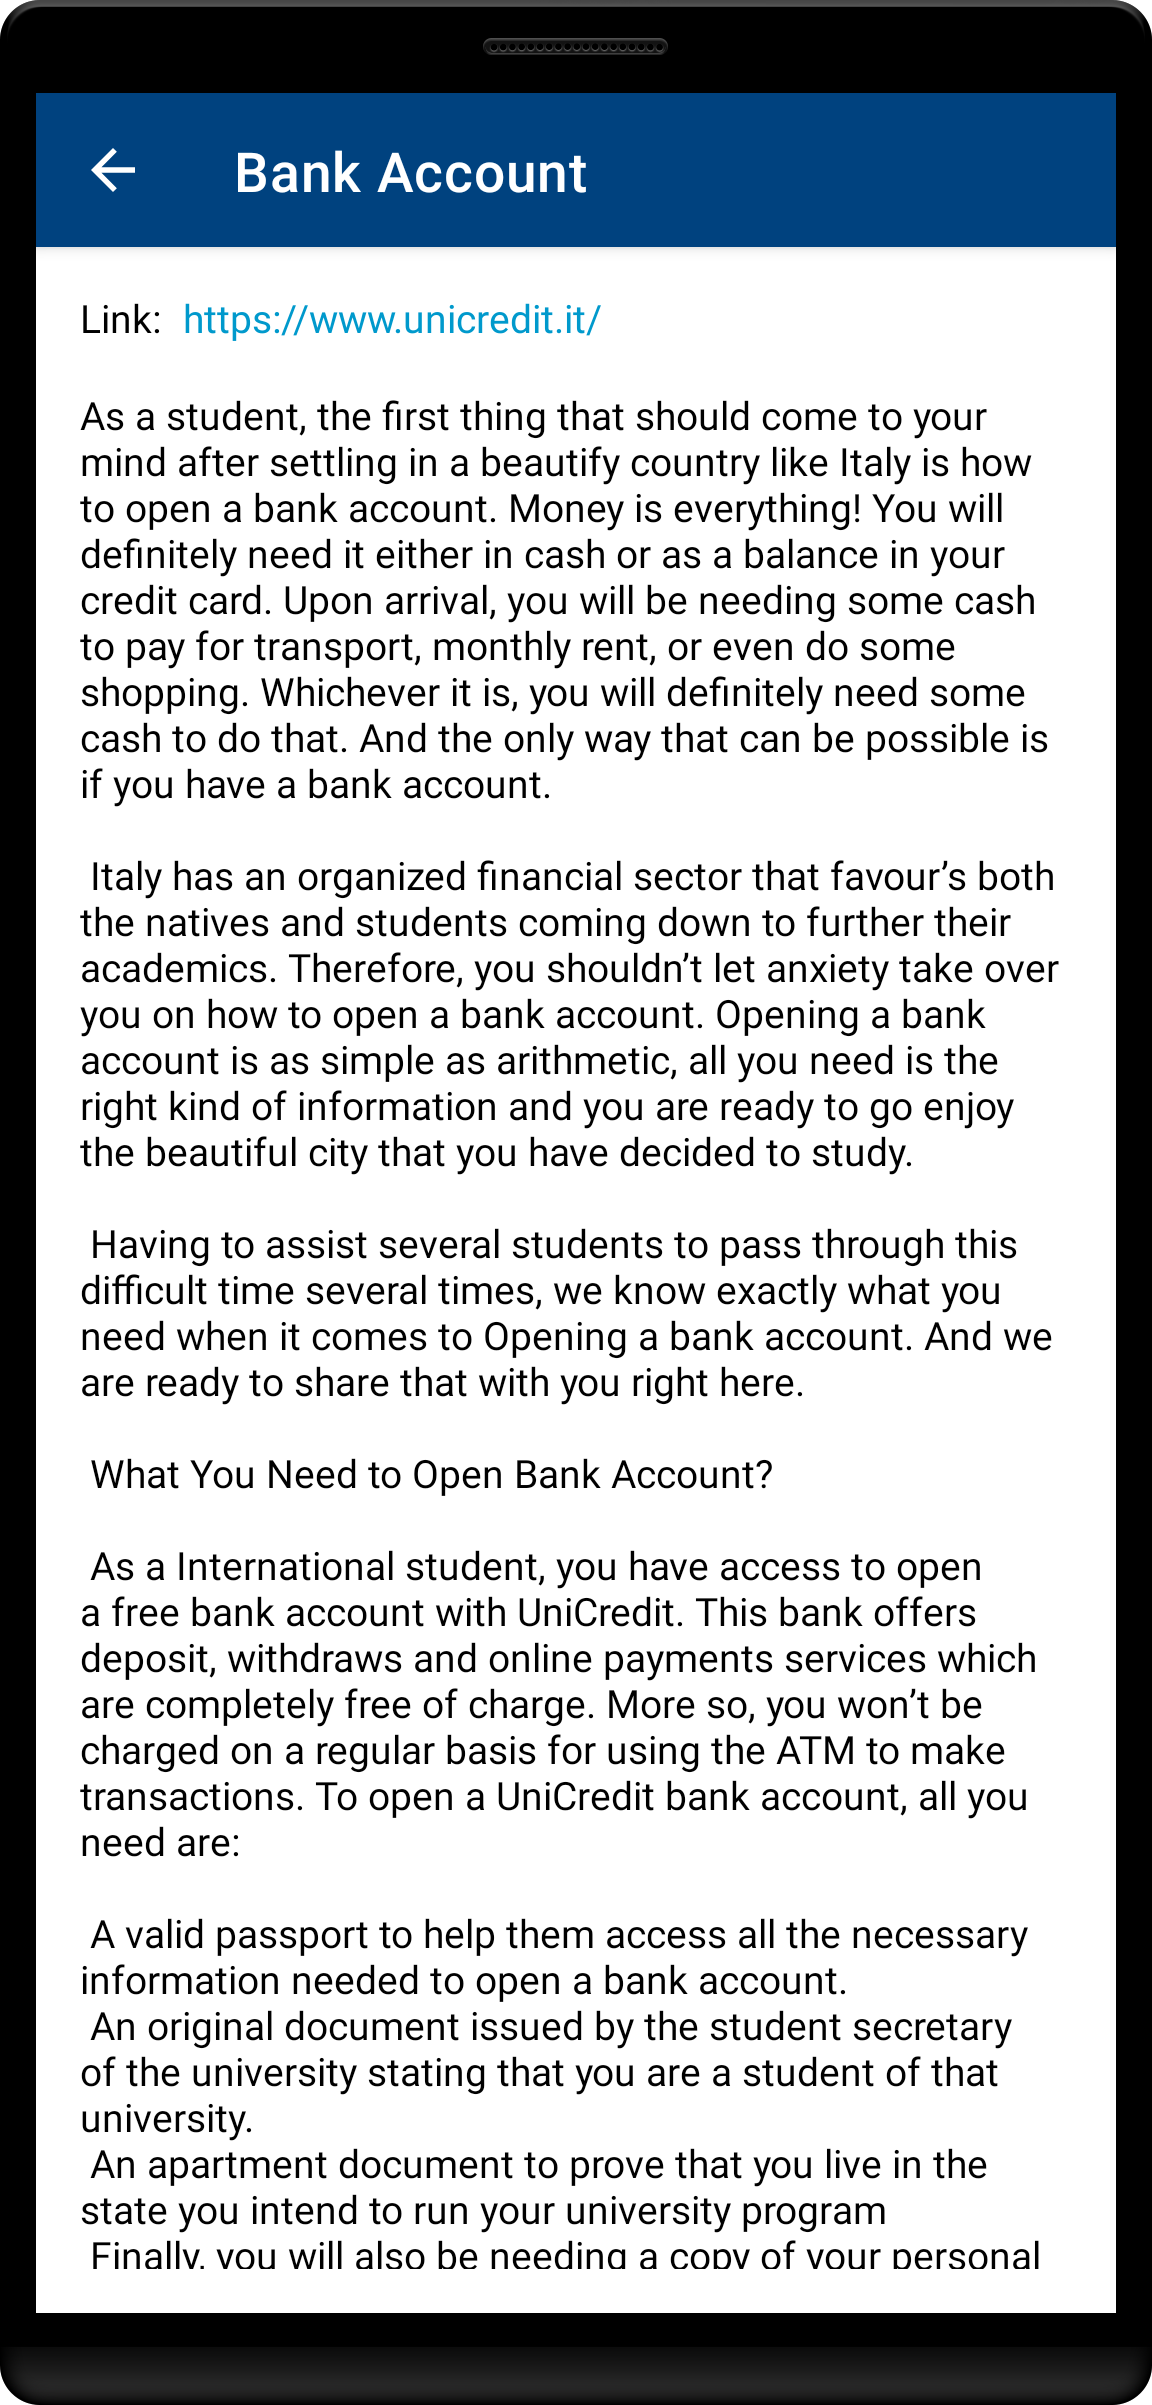 Bank Account
Link: https://www.unicredit.it/
As a student, the first thing that should come to your
mind after settling in a beautify country like Italy is how
to open a bank account. Money is everything! You will
definitely need it either in cash or as a balance in your
credit card. Upon arrival, you will be needing some cash
to pay for transport, monthly rent, or even do some
shopping. Whichever it is, you will definitely need some
cash to do that. And the only way that can be possible is
if you have a bank account.
Italy has an organized financial sector that favour’s both
the natives and students coming down to further their
academics. Therefore, you shouldn’t let anxiety take over
you on how to open a bank account. Opening a bank
account is as simple as arithmetic, all you need is the
right kind of information and you are ready to go enjoy
the beautiful city that you have decided to study.
Having to assist several students to pass through this
difficult time several times, we know exactly what you
need when it comes to Opening a bank account. And we
are ready to share that with you right here.
What You Need to Open Bank Account?
As a International student, you have access to open
a free bank account with UniCredit. This bank offers
deposit, withdraws and online payments services which
are completely free of charge. More so, you won’t be
charged on a regular basis for using the ATM to make
transactions. To open a UniCredit bank account, all you
need are:
A valid passport to help them access all the necessary
information needed to open a bank account.
An original document issued by the student secretary
of the university stating that you are a student of that
university.
An apartment document to prove that you live in the
state you intend to run your university program
Finally, you will also be needing a copy of your personal